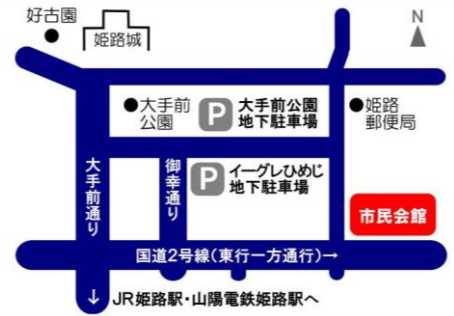 好古園
姫路城
N
大手前
公園
P
大手前公園
地下駐車場
姫路
郵便局
大手前通り
御幸通り
P
イーグレひめじ
地下駐車場
市民会館
国道2号線(東行一方通行)→
↓ JR姫路駅・山陽電鉄姫路駅へ